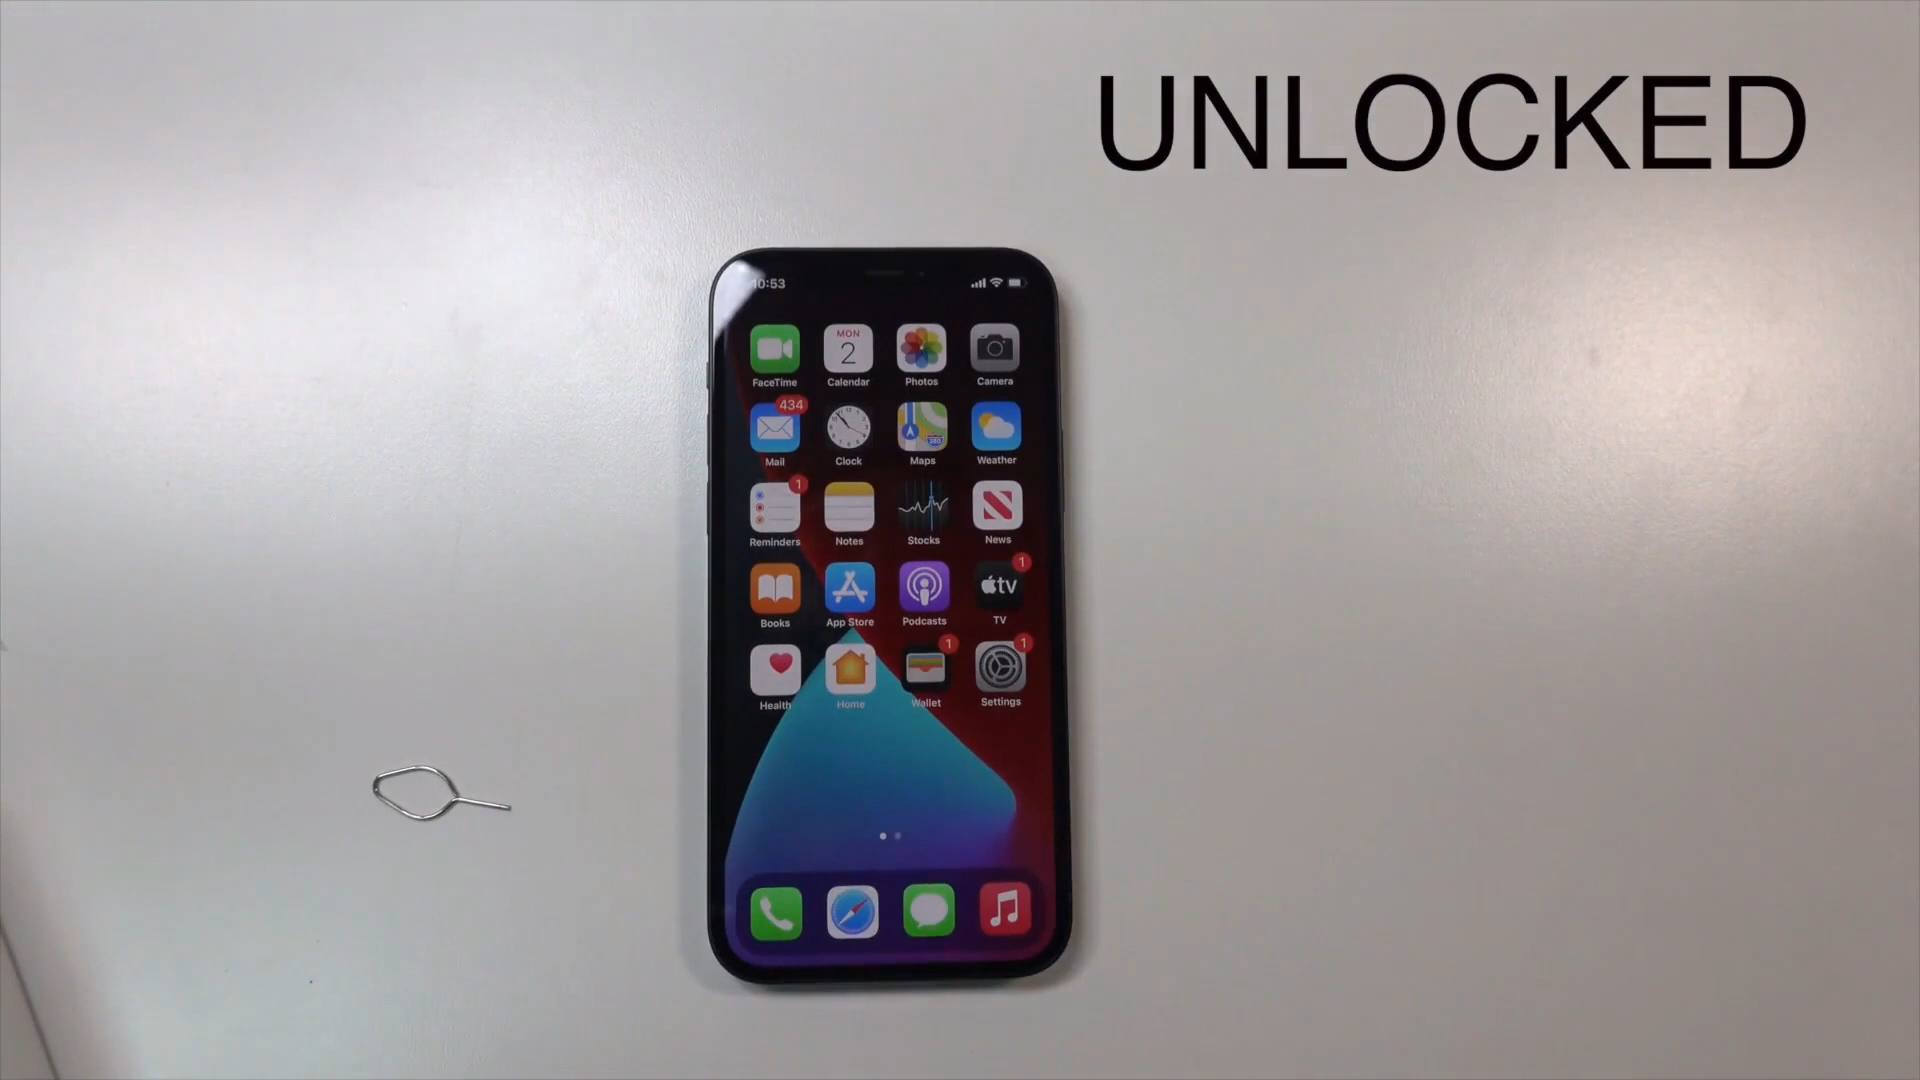 UNLOCKED
10:53
MON
2
FaceTime Calendar Photos Camera
434
Mail Clock Maps Weather
1
Reminders Notes Stocks News
1
tv
Books App Store Podcasts TV
1 1
Health Home Wallet Settings